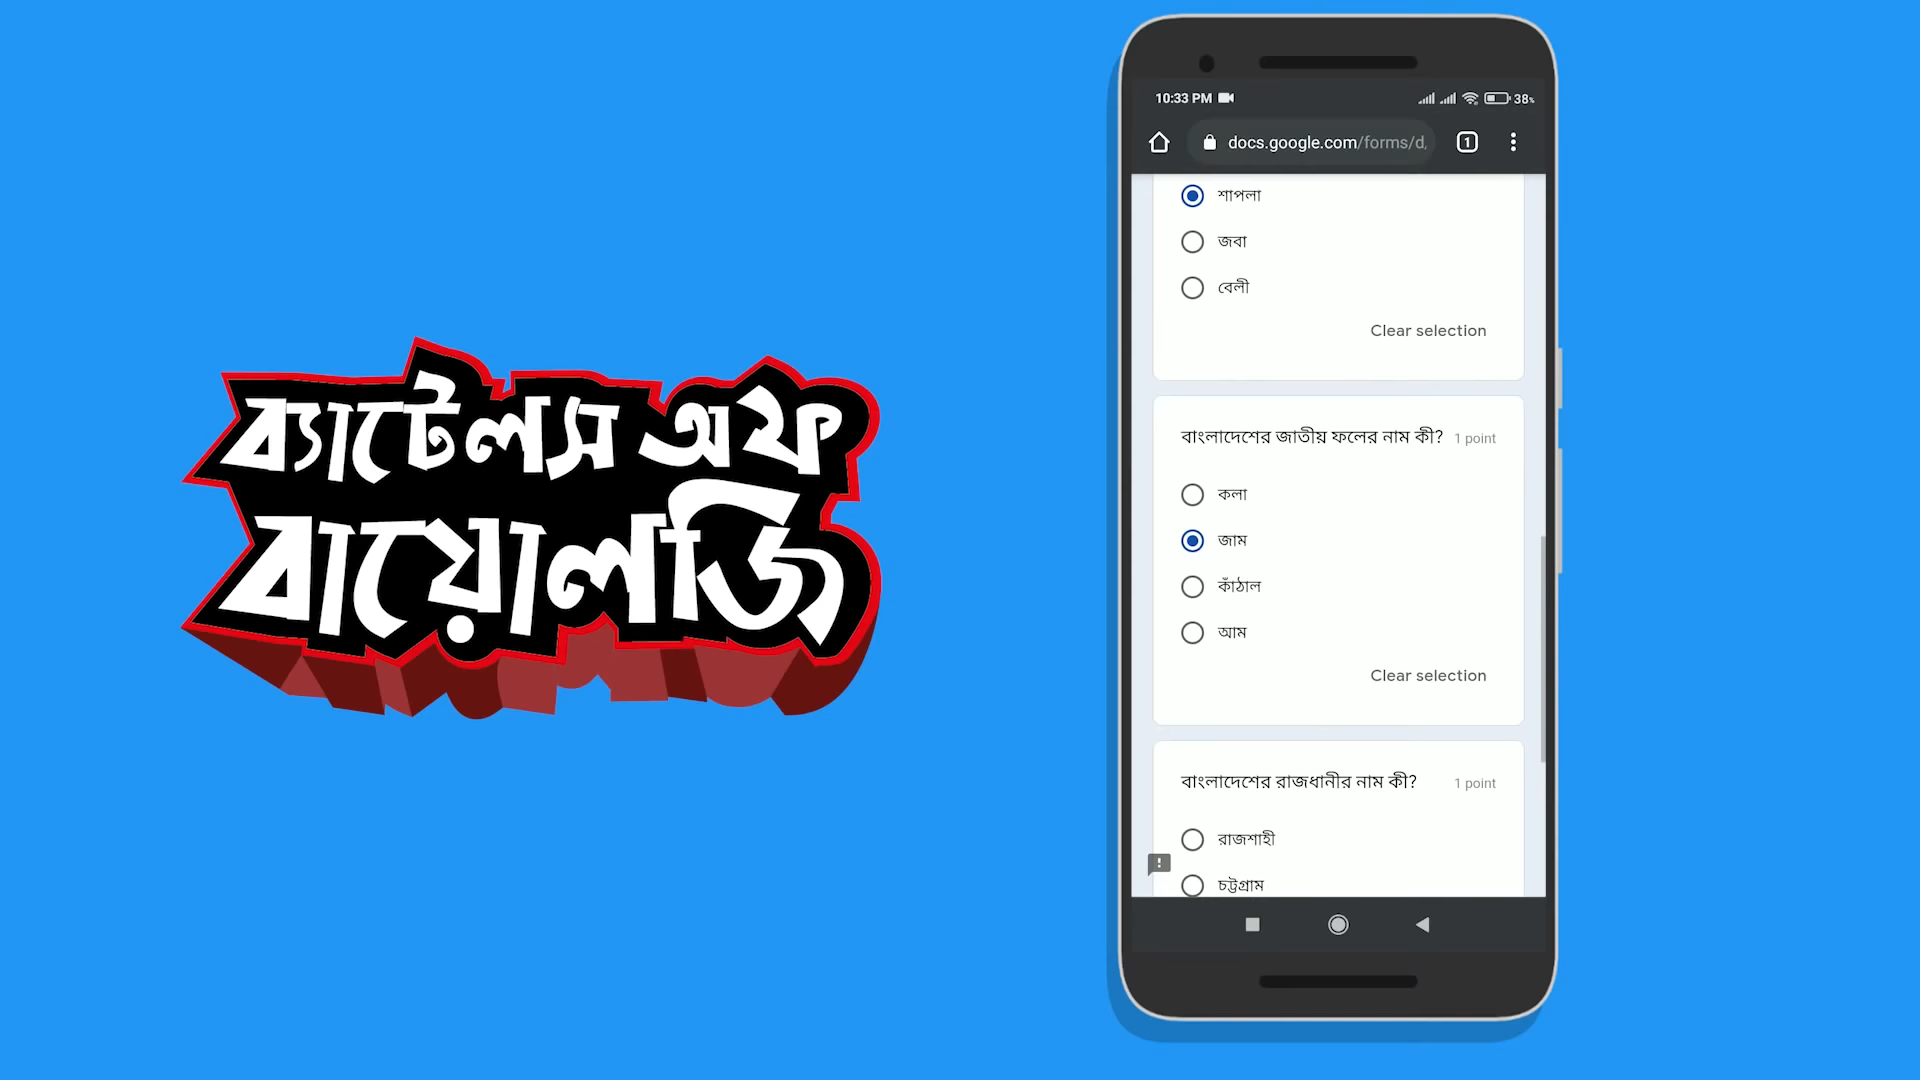 ব্যাটেলস অফ
বায়োলজি
10:33 PM
38%
docs.google.com/forms/d,
1
শাপলা
জবা
বেলী
Clear selection
বাংলাদেশের জাতীয় ফলের নাম কী? 1 point
কলা
জাম
কাঁঠাল
আম
Clear selection
বাংলাদেশের রাজধানীর নাম কী? 1 point
রাজশাহী
চট্টগ্রাম